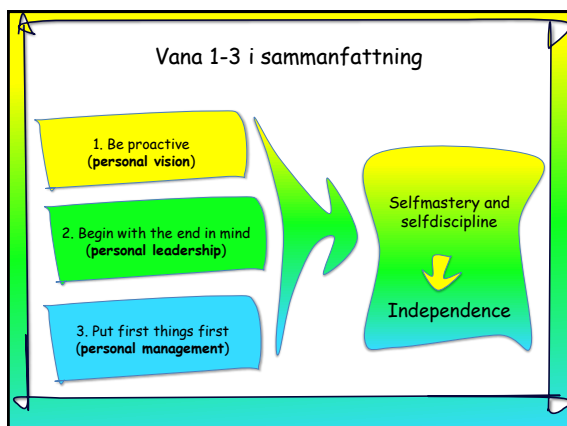 Vana 1-3 i sammanfattning
1. Be proactive
(personal vision)
2. Begin with the end in mind
(personal leadership)
3. Put first things first
(personal management)
Selfmastery and
selfdiscipline
Independence